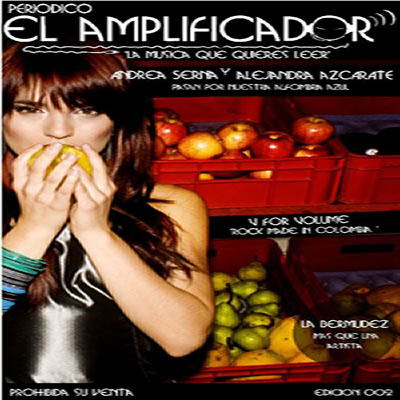 PERIODICO
EL AMPLIFICADOR
"LA MUSICA QUE QUIERES LEER"
ANDREA SERNA Y ALEJANDRA AZCARATE
PASAN POR NUESTRA ALFOMBRA AZUL
V FOR VOLUME
"ROCK MADE IN COLOMBIA"
LA BERMUDEZ
MAS QUE UNA
ARTISTA
PROHIBIDA SU VENTA
EDICION 002